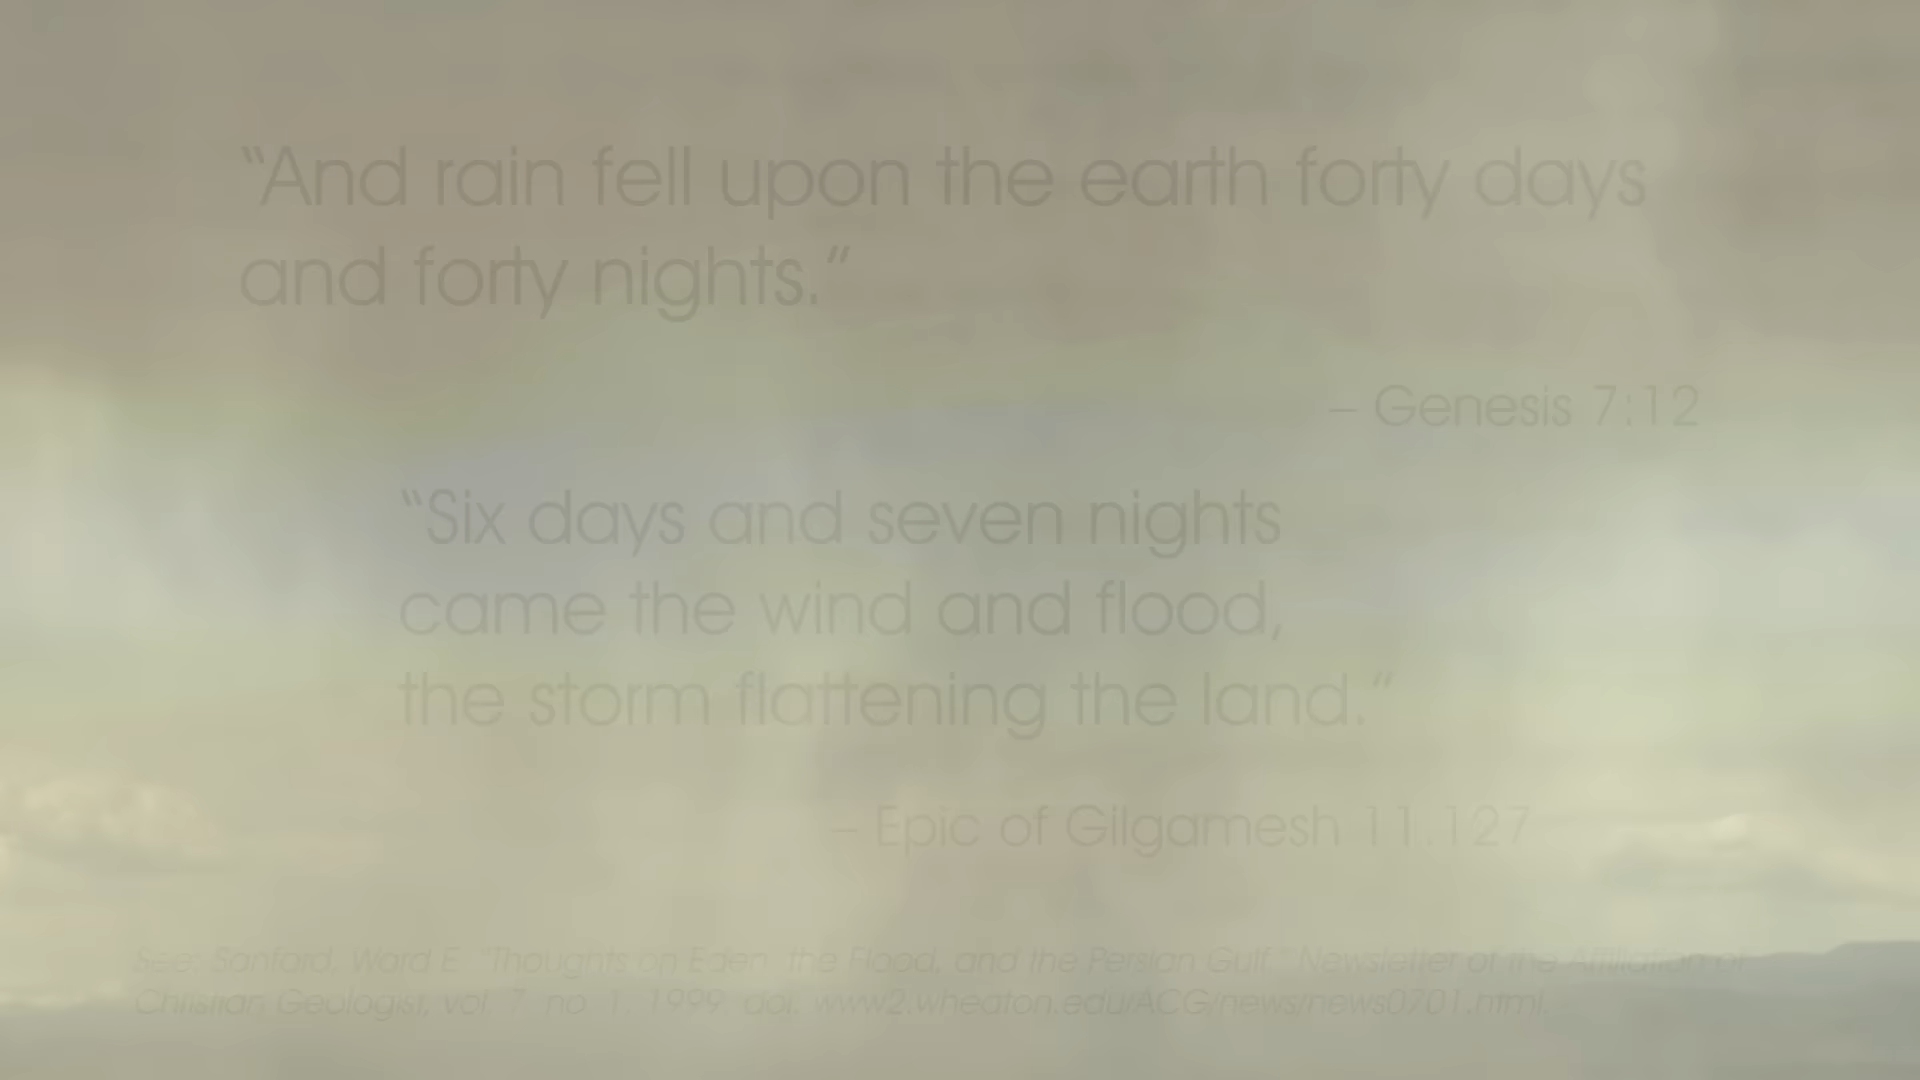 “And rain fell upon the earth forty days
and forty nights.”
– Genesis 7:12
“Six days and seven nights
came the wind and flood,
the storm flattening the land.”
– Epic of Gilgamesh 11.127
See: Sanford, Ward E. "Thoughts on Eden, the Flood, and the Persian Gulf." Newsletter of the Affiliation of
Christian Geologist, vol. 7, no. 1. 1999. doi: www2.wheaton.edu/ACG/news/news0701.html.